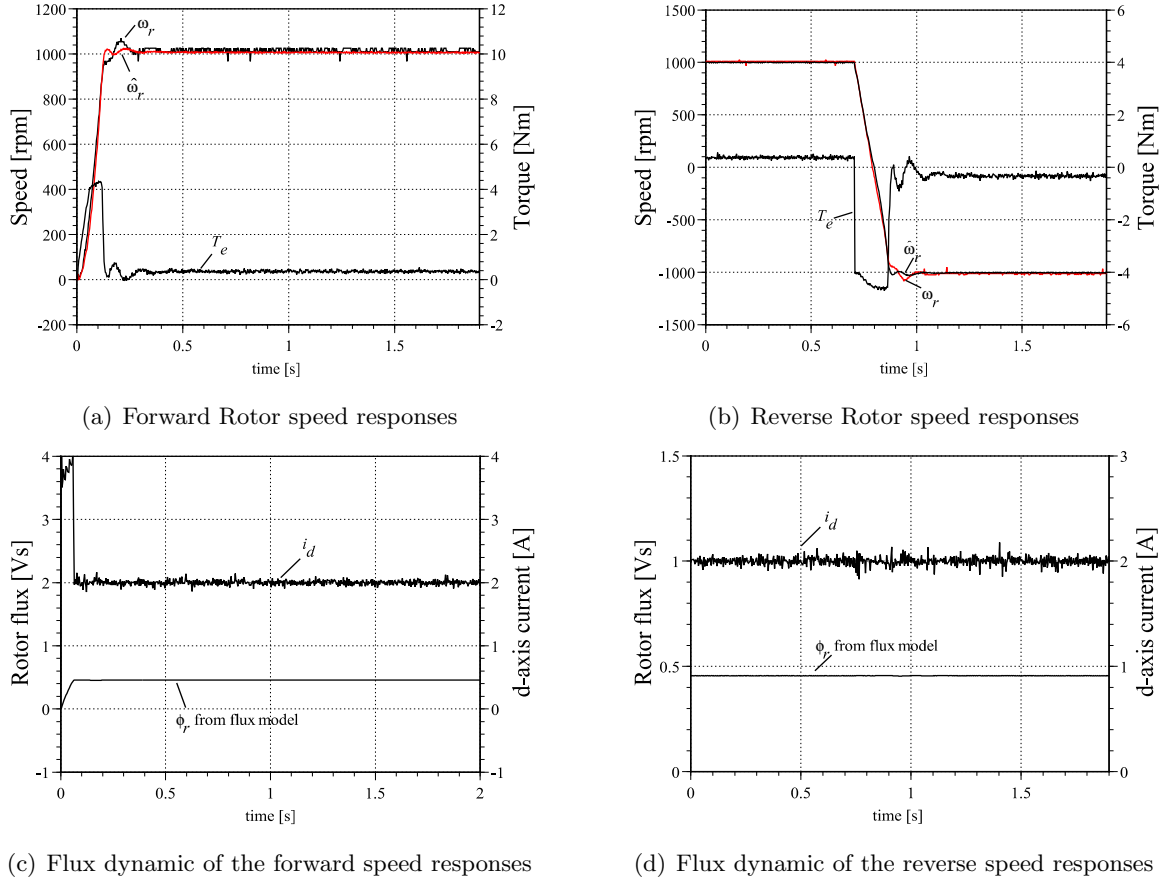 1200
1000
800
600
400
200
0
-200
12
10
8
6
4
2
0
-2
Speed [rpm]
Torque [Nm]
ω_r
ω̂_r
T_e
0
0.5
1
1.5
time [s]
(a) Forward Rotor speed responses
1500
1000
500
0
-500
-1000
-1500
6
4
2
0
-2
-4
-6
Speed [rpm]
Torque [Nm]
T_e
ω̂_r
ω_r
0
0.5
1
1.5
time [s]
(b) Reverse Rotor speed responses
4
3
2
1
0
-1
4
3
2
1
0
-1
Rotor flux [Vs]
d-axis current [A]
i_d
ϕ_r from flux model
0
0.5
1
1.5
2
time [s]
(c) Flux dynamic of the forward speed responses
1.5
1
0.5
0
3
2
1
0
Rotor flux [Vs]
d-axis current [A]
i_d
ϕ_r from flux model
0
0.5
1
1.5
time [s]
(d) Flux dynamic of the reverse speed responses